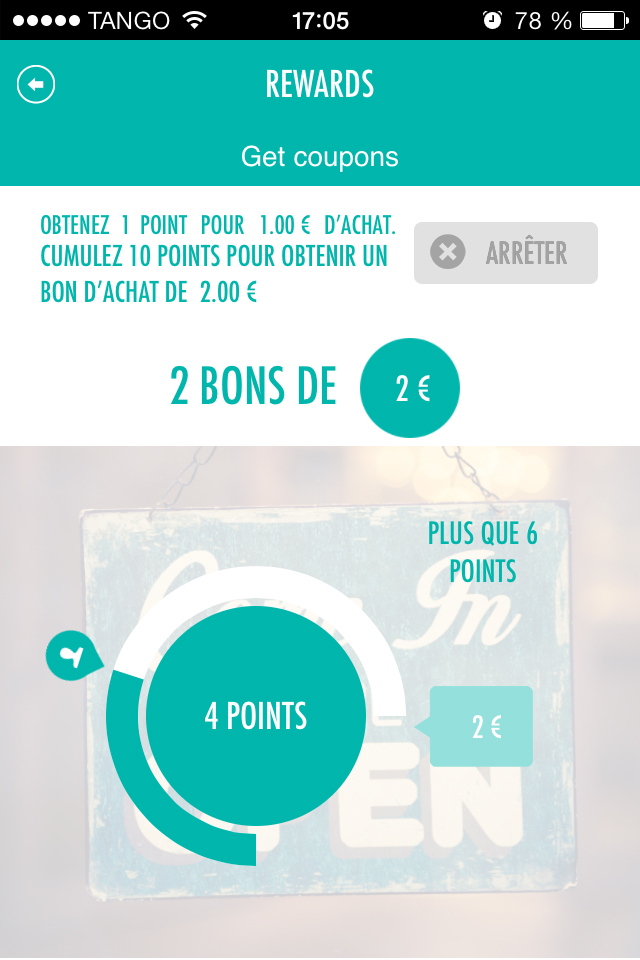 TANGO 17:05 78 %
REWARDS
Get coupons
OBTENEZ 1 POINT POUR 1.00 € D’ACHAT.
CUMULEZ 10 POINTS POUR OBTENIR UN
BON D’ACHAT DE 2.00 €
ARRÊTER
2 BONS DE 2 €
PLUS QUE 6
POINTS
In
4 POINTS
2 €